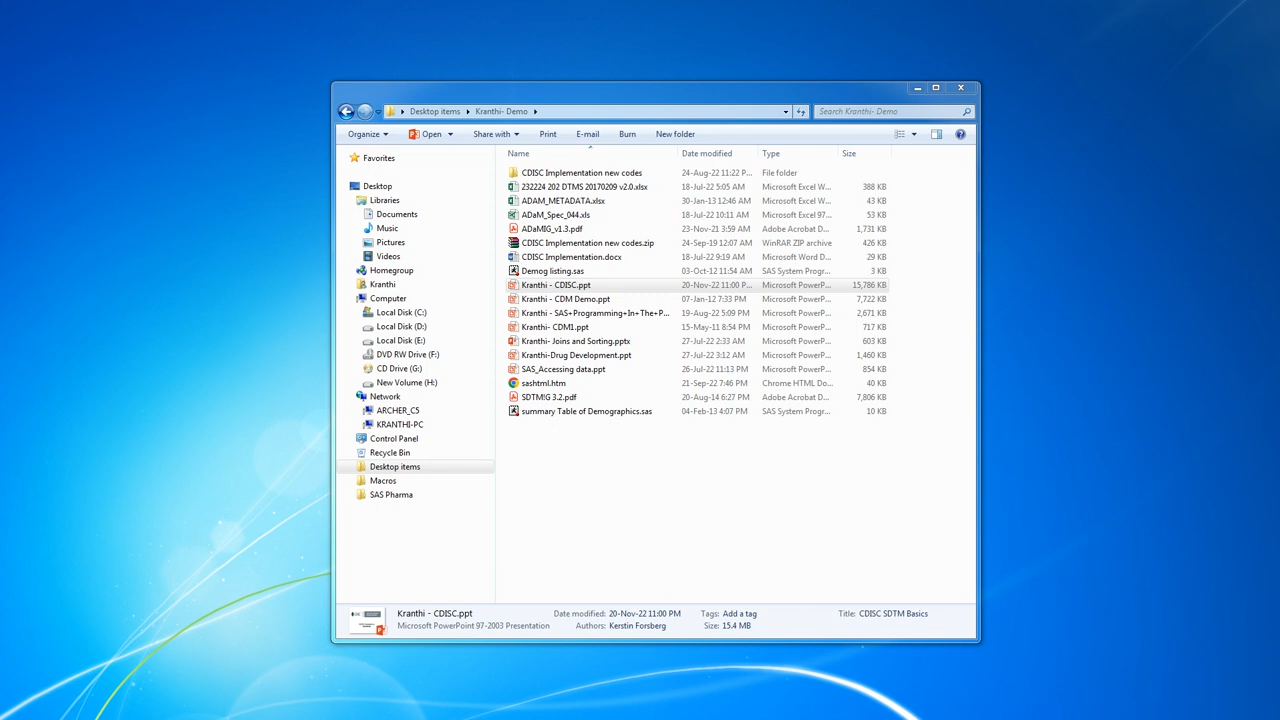 Desktop items Kranthi- Demo Search Kranthi- Demo
Organize Open Share with Print E-mail Burn New folder
Name Date modified Type Size
Favorites
Desktop
Libraries
Documents
Music
Pictures
Videos
Homegroup
Kranthi
Computer
Local Disk (C:)
Local Disk (D:)
Local Disk (E:)
DVD RW Drive (F:)
CD Drive (G:)
New Volume (H:)
Network
ARCHER_C5
KRANTHI-PC
Control Panel
Recycle Bin
Desktop items
Macros
SAS Pharma
CDISC Implementation new codes 24-Aug-22 11:22 P... File folder
232224 202 DTMS 20170209 v2.0.xlsx 18-Jul-22 5:05 AM Microsoft Excel W... 388 KB
ADAM_METADATA.xlsx 30-Jan-13 12:46 AM Microsoft Excel W... 43 KB
ADaM_Spec_044.xls 18-Jul-22 10:11 AM Microsoft Excel 97... 53 KB
ADaMIG_v1.3.pdf 23-Nov-21 3:59 AM Adobe Acrobat D... 1,731 KB
CDISC Implementation new codes.zip 24-Sep-19 12:07 AM WinRAR ZIP archive 426 KB
CDISC Implementation.docx 18-Jul-22 9:19 AM Microsoft Word D... 29 KB
Demog listing.sas 03-Oct-12 11:54 AM SAS System Progr... 3 KB
Kranthi - CDISC.ppt 20-Nov-22 11:00 P... Microsoft PowerP... 15,786 KB
Kranthi - CDM Demo.ppt 07-Jan-12 7:33 PM Microsoft PowerP... 7,722 KB
Kranthi - SAS+Programming+In+The+P... 19-Aug-22 5:09 PM Microsoft PowerP... 2,671 KB
Kranthi- CDM1.ppt 15-May-11 8:54 PM Microsoft PowerP... 717 KB
Kranthi- Joins and Sorting.pptx 27-Jul-22 2:33 AM Microsoft PowerP... 603 KB
Kranthi-Drug Development.ppt 27-Jul-22 3:12 AM Microsoft PowerP... 1,460 KB
SAS_Accessing data.ppt 26-Jul-22 11:13 PM Microsoft PowerP... 854 KB
sashtml.htm 21-Sep-22 7:46 PM Chrome HTML Do... 40 KB
SDTMIG 3.2.pdf 20-Aug-14 6:27 PM Adobe Acrobat D... 7,806 KB
summary Table of Demographics.sas 04-Feb-13 4:07 PM SAS System Progr... 10 KB
Kranthi - CDISC.ppt Date modified: 20-Nov-22 11:00 PM Tags: Add a tag Title: CDISC SDTM Basics
Microsoft PowerPoint 97-2003 Presentation Authors: Kerstin Forsberg Size: 15.4 MB